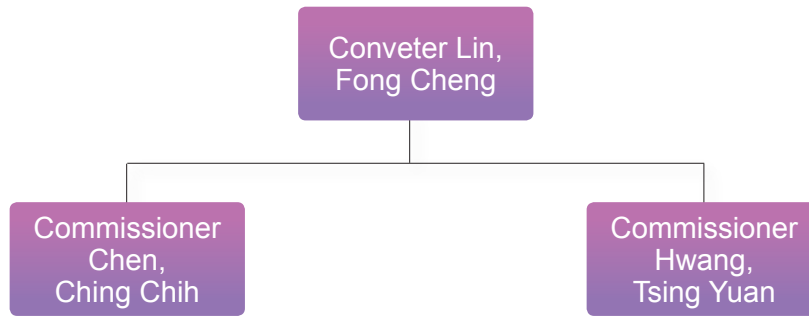 Conveter Lin,
Fong Cheng
Commissioner
Chen,
Ching Chih
Commissioner
Hwang,
Tsing Yuan